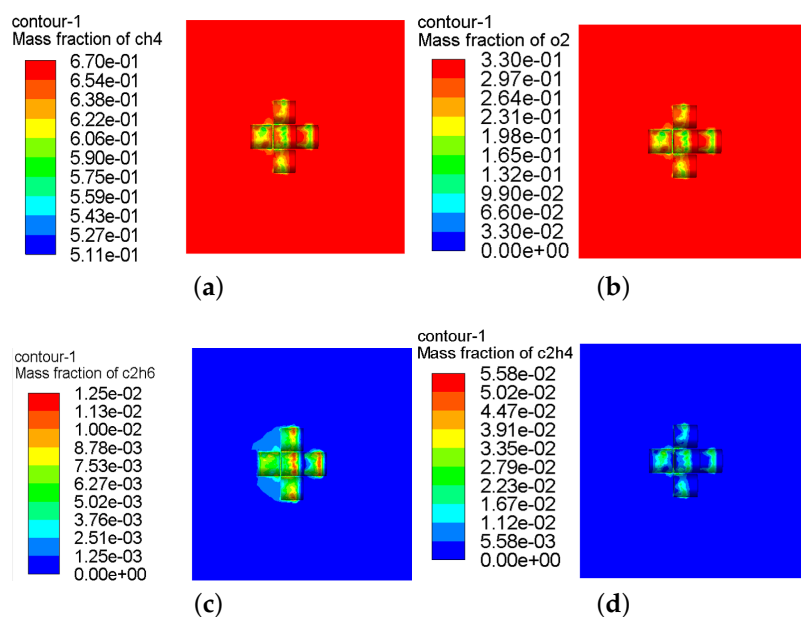 contour-1
Mass fraction of ch4
6.70e-01
6.54e-01
6.38e-01
6.22e-01
6.06e-01
5.90e-01
5.75e-01
5.59e-01
5.43e-01
5.27e-01
5.11e-01
(a)
contour-1
Mass fraction of o2
3.30e-01
2.97e-01
2.64e-01
2.31e-01
1.98e-01
1.65e-01
1.32e-01
9.90e-02
6.60e-02
3.30e-02
0.00e+00
(b)
contour-1
Mass fraction of c2h6
1.25e-02
1.13e-02
1.00e-02
8.78e-03
7.53e-03
6.27e-03
5.02e-03
3.76e-03
2.51e-03
1.25e-03
0.00e+00
(c)
contour-1
Mass fraction of c2h4
5.58e-02
5.02e-02
4.47e-02
3.91e-02
3.35e-02
2.79e-02
2.23e-02
1.67e-02
1.12e-02
5.58e-03
0.00e+00
(d)